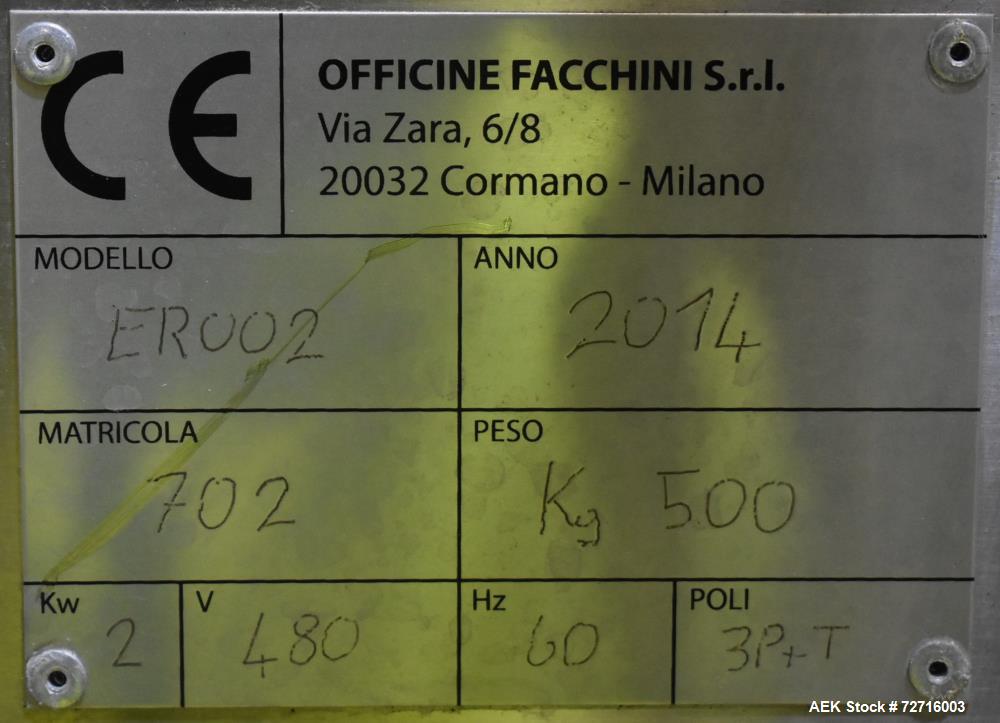 CE
OFFICINE FACCHINI S.r.l.
Via Zara, 6/8
20032 Cormano - Milano
MODELLO
ER002
ANNO
2014
MATRICOLA
702
PESO
Kg 500
Kw
2
V
480
Hz
60
POLI
3P+T
AEK Stock # 72716003